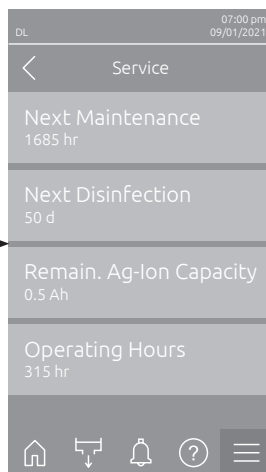 07:00 pm
DL 09/01/2021
Service
Next Maintenance
1685 hr
Next Disinfection
50 d
Remain. Ag-Ion Capacity
0.5 Ah
Operating Hours
315 hr
?